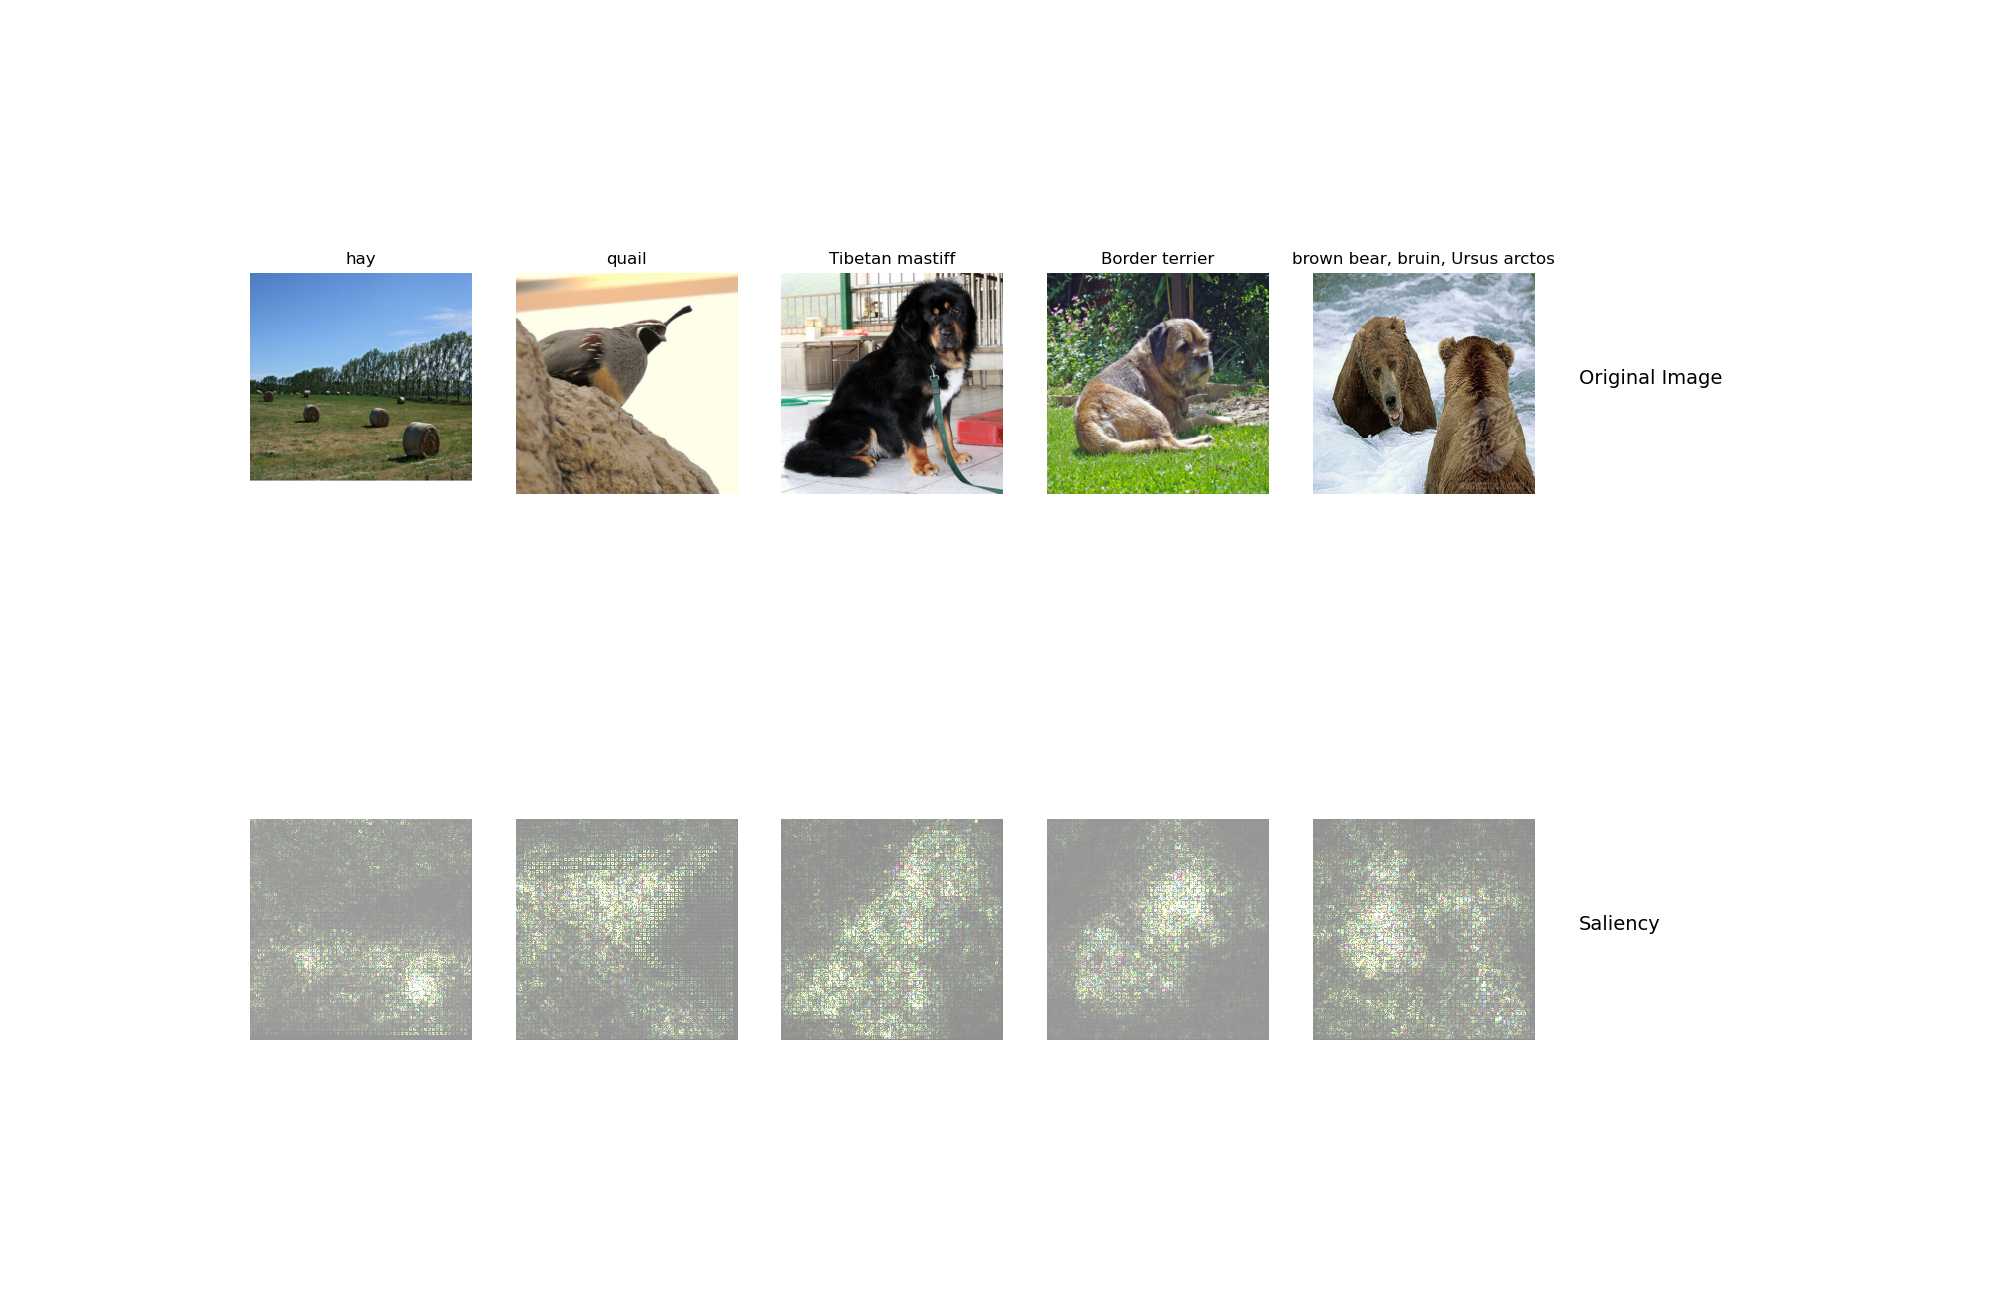 hay
quail
Tibetan mastiff
Border terrier
brown bear, bruin, Ursus arctos
Original Image
Saliency